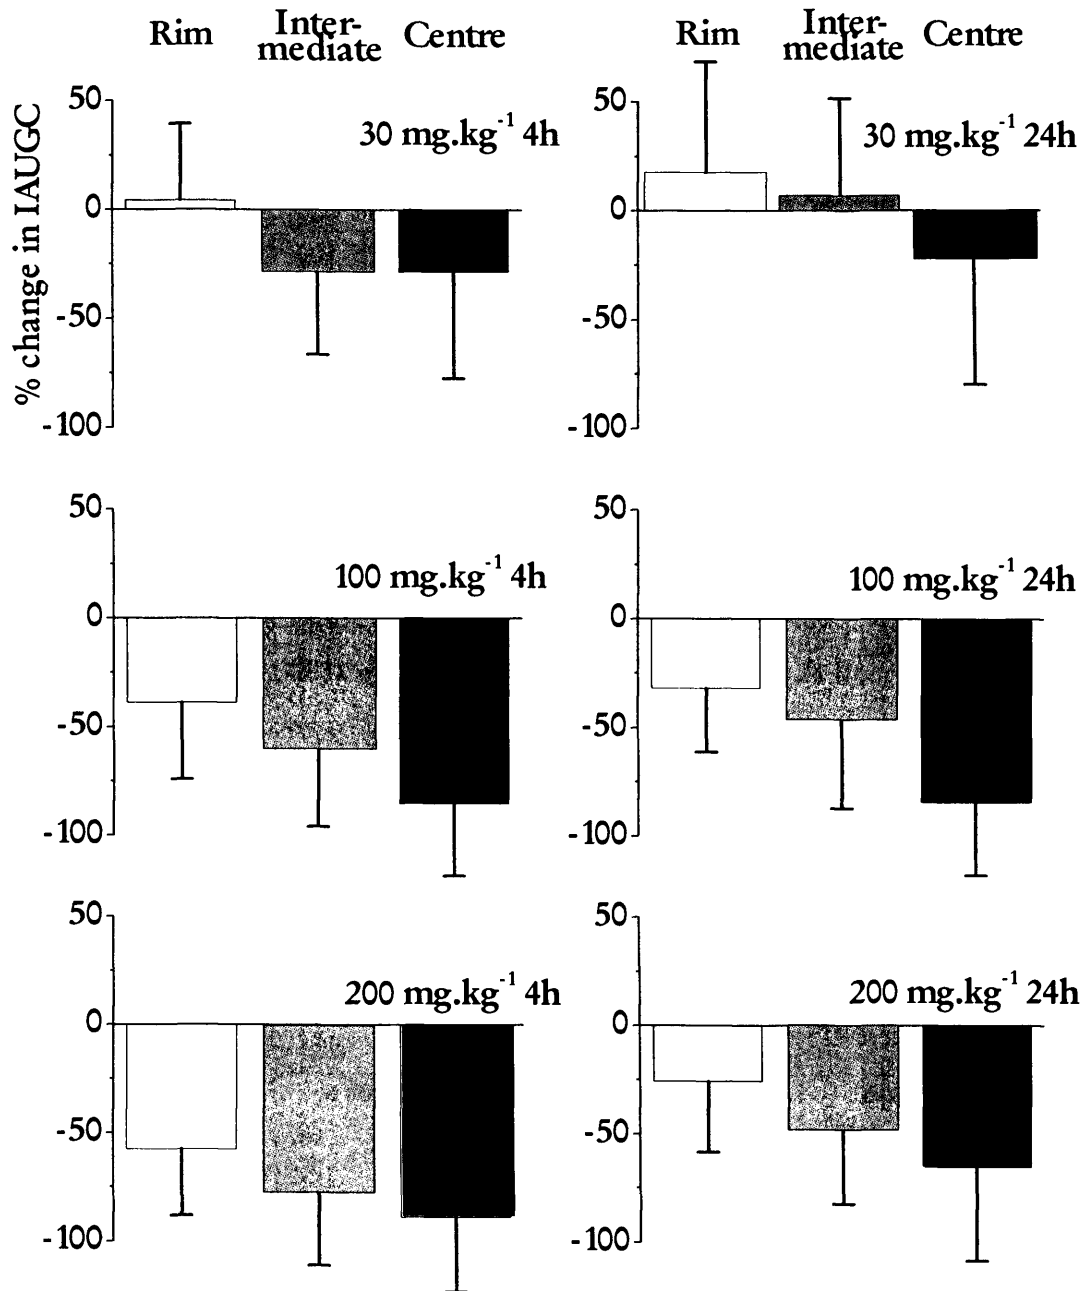 Rim Inter-mediate Centre
Rim Inter-mediate Centre
% change in IAUGC
50
0
-50
-100
30 mg.kg⁻¹ 4h
50
0
-50
-100
30 mg.kg⁻¹ 24h
50
0
-50
-100
100 mg.kg⁻¹ 4h
50
0
-50
-100
100 mg.kg⁻¹ 24h
50
0
-50
-100
200 mg.kg⁻¹ 4h
50
0
-50
-100
200 mg.kg⁻¹ 24h